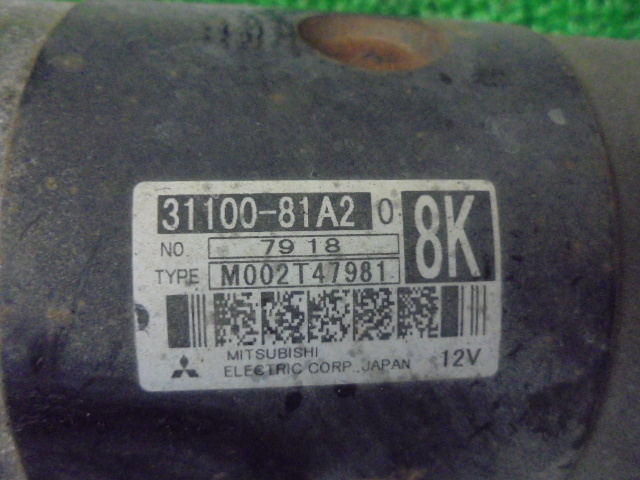 31100-81A2 0
8K
NO 7918
TYPE M002T47981
MITSUBISHI
ELECTRIC CORP. JAPAN 12V